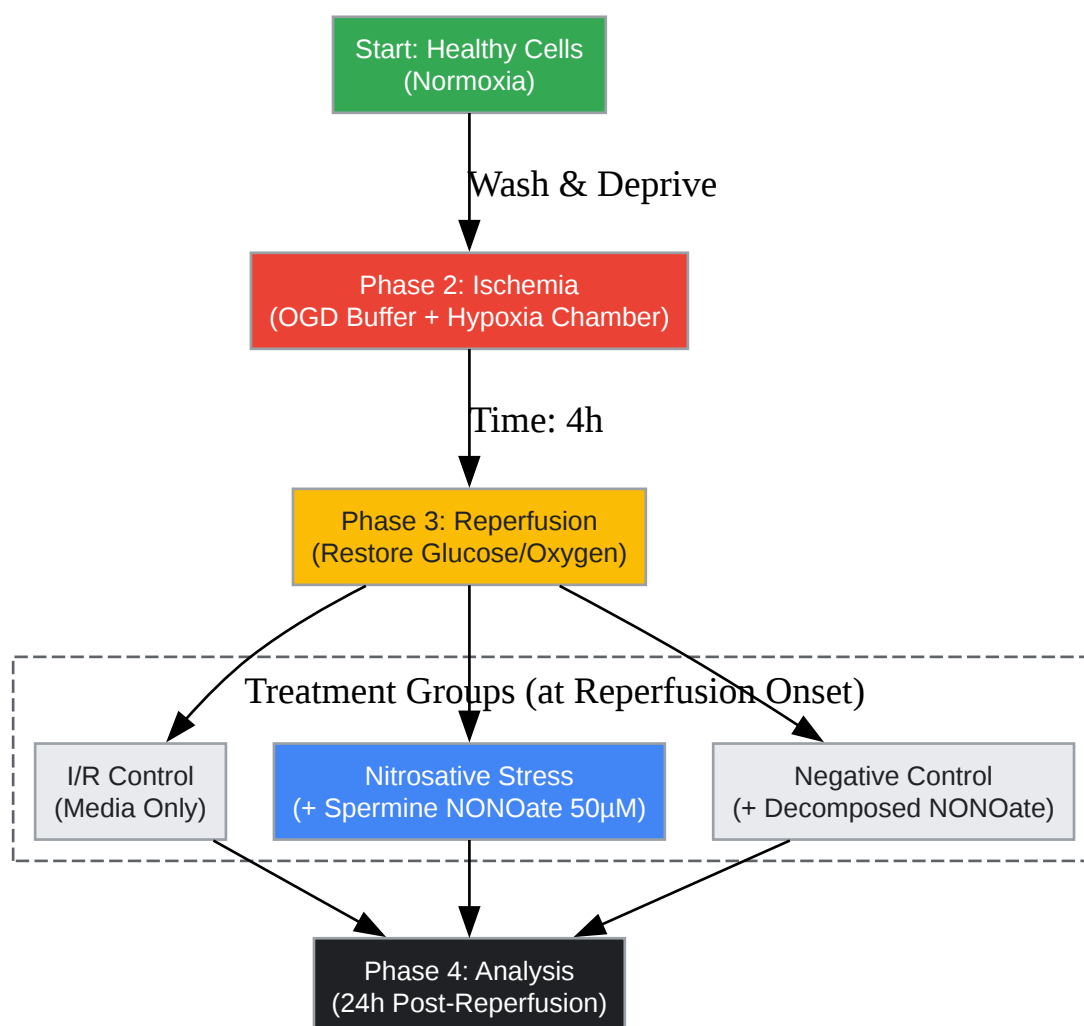 Start: Healthy Cells
(Normoxia)
Wash & Deprive
Phase 2: Ischemia
(OGD Buffer + Hypoxia Chamber)
Time: 4h
Phase 3: Reperfusion
(Restore Glucose/Oxygen)
Treatment Groups (at Reperfusion Onset)
I/R Control
(Media Only)
Nitrosative Stress
(+ Spermine NONOate 50µM)
Negative Control
(+ Decomposed NONOate)
Phase 4: Analysis
(24h Post-Reperfusion)